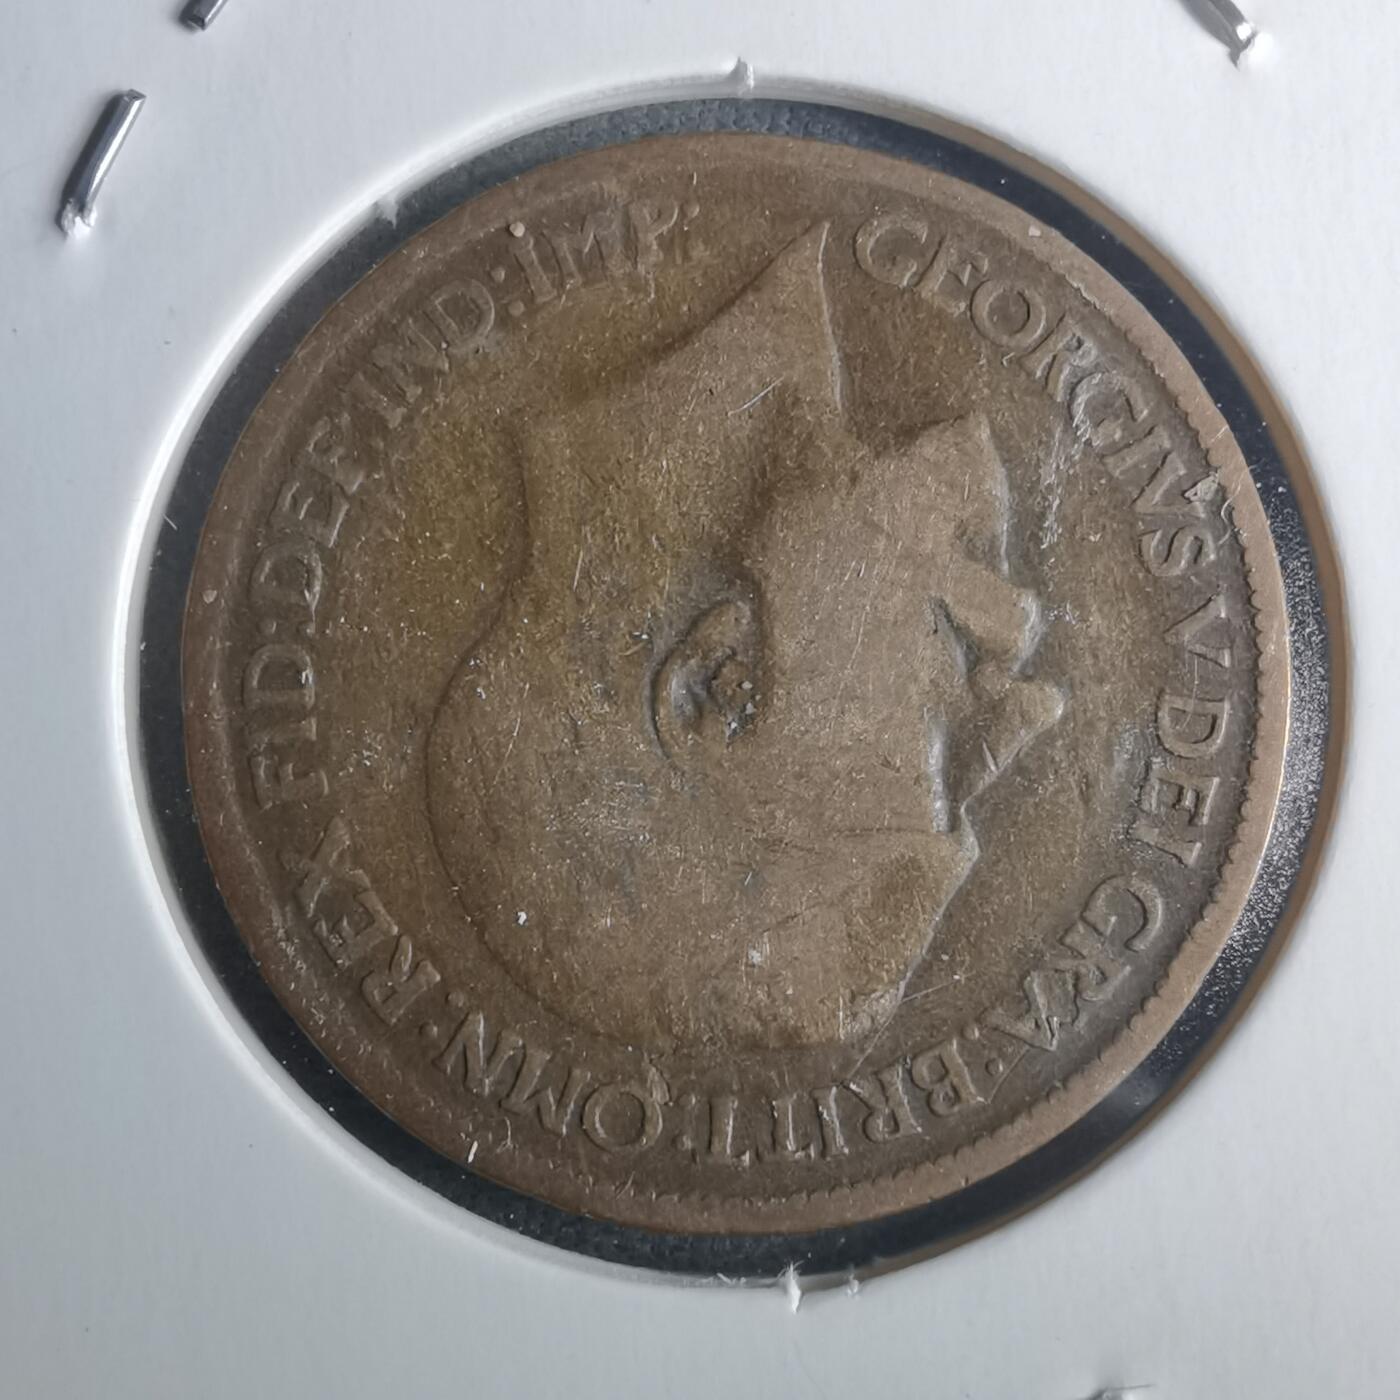 GEORGIVS V DEI GRA: BRITT: OMN: REX FID: DEF: IND: IMP: